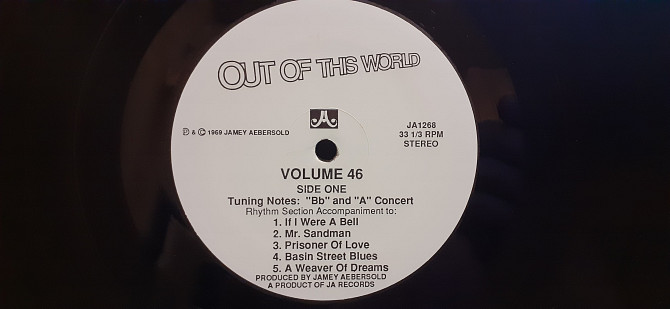 OUT OF THIS WORLD
JA
℗ & © 1969 JAMEY AEBERSOLD
JA1268
33 1/3 RPM
STEREO
VOLUME 46
SIDE ONE
Tuning Notes: "Bb" and "A" Concert
Rhythm Section Accompaniment to:
1. If I Were A Bell
2. Mr. Sandman
3. Prisoner Of Love
4. Basin Street Blues
5. A Weaver Of Dreams
PRODUCED BY JAMEY AEBERSOLD
A PRODUCT OF JA RECORDS